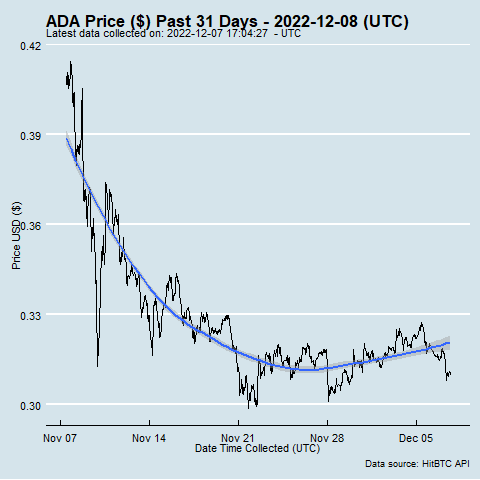 ADA Price ($) Past 31 Days - 2022-12-08 (UTC)
Latest data collected on: 2022-12-07 17:04:27 - UTC
0.42
0.39
0.36
0.33
0.30
Price USD ($)
Nov 07 Nov 14 Nov 21 Nov 28 Dec 05
Date Time Collected (UTC)
Data source: HitBTC API